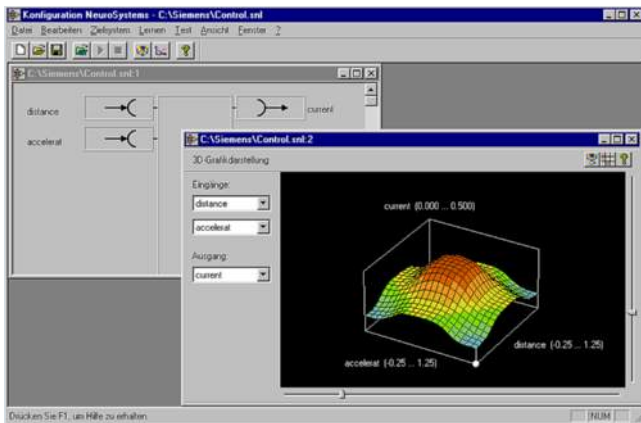 Konfiguration NeuroSystems - C:\Siemens\Control.snl
Datei Bearbeiten Zielsystem Lernen Test Ansicht Fenster ?
C:\Siemens\Control.snl:1
distance
current
accelerat
C:\Siemens\Control.snl:2
3D-Grafikdarstellung
Eingänge:
distance
accelerat
Ausgang:
current
current (0.000 ... 0.500)
distance (-0.25 ... 1.25)
accelerat (-0.25 ... 1.25)
Drücken Sie F1, um Hilfe zu erhalten.
NUM